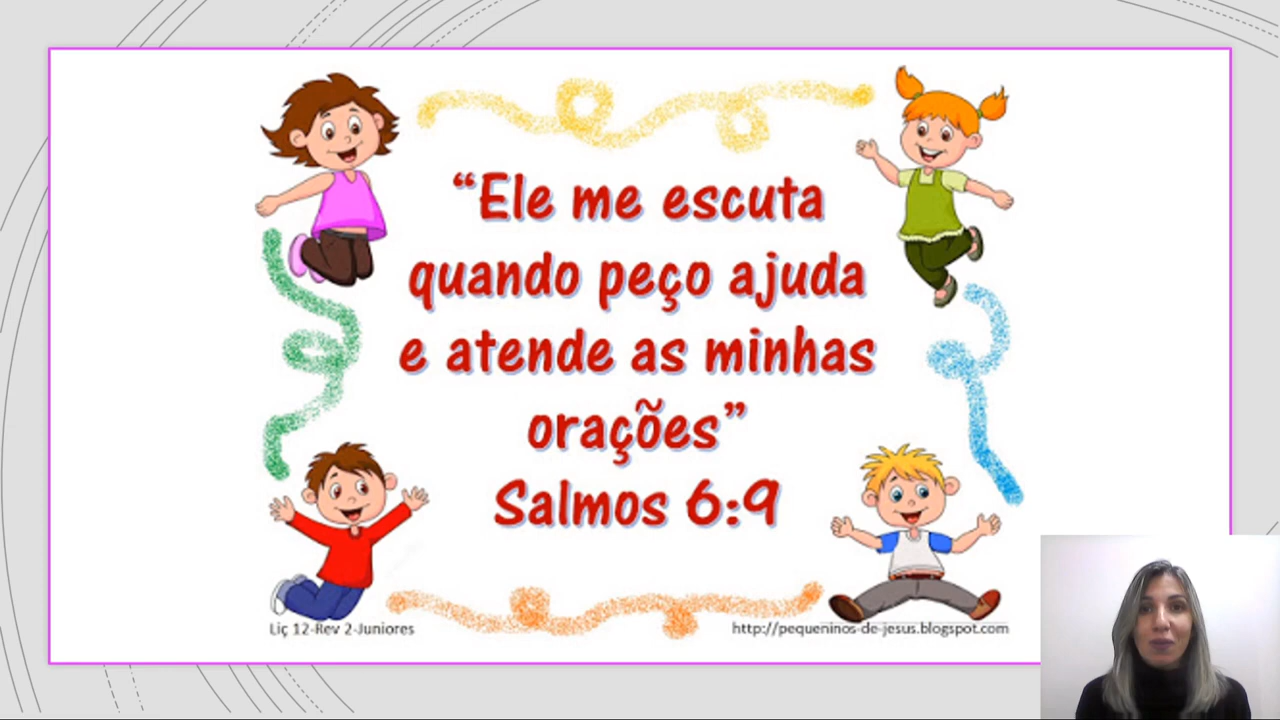 “Ele me escuta
quando peço ajuda
e atende as minhas
orações”
Salmos 6:9
Liç 12-Rev 2-Juniores
http://pequeninos-de-jesus.blogspot.com